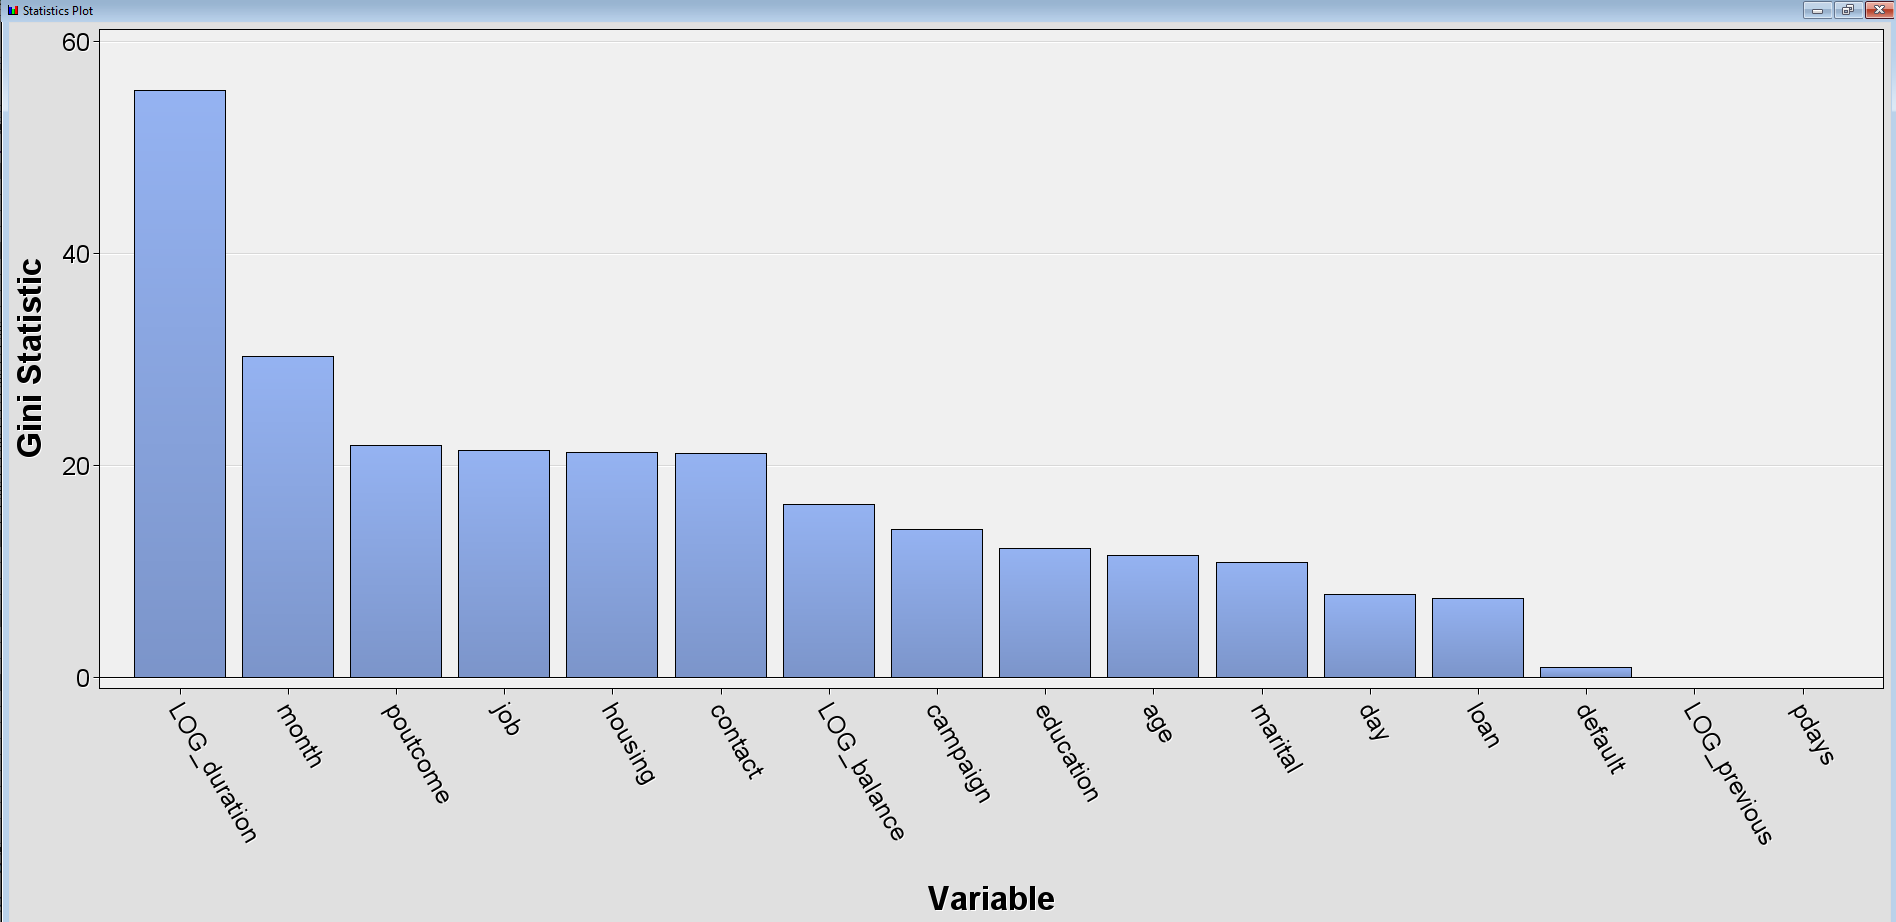 Statistics Plot
60
40
20
0
Gini Statistic
LOG_duration
month
poutcome
job
housing
contact
LOG_balance
campaign
education
age
marital
day
loan
default
LOG_previous
pdays
Variable